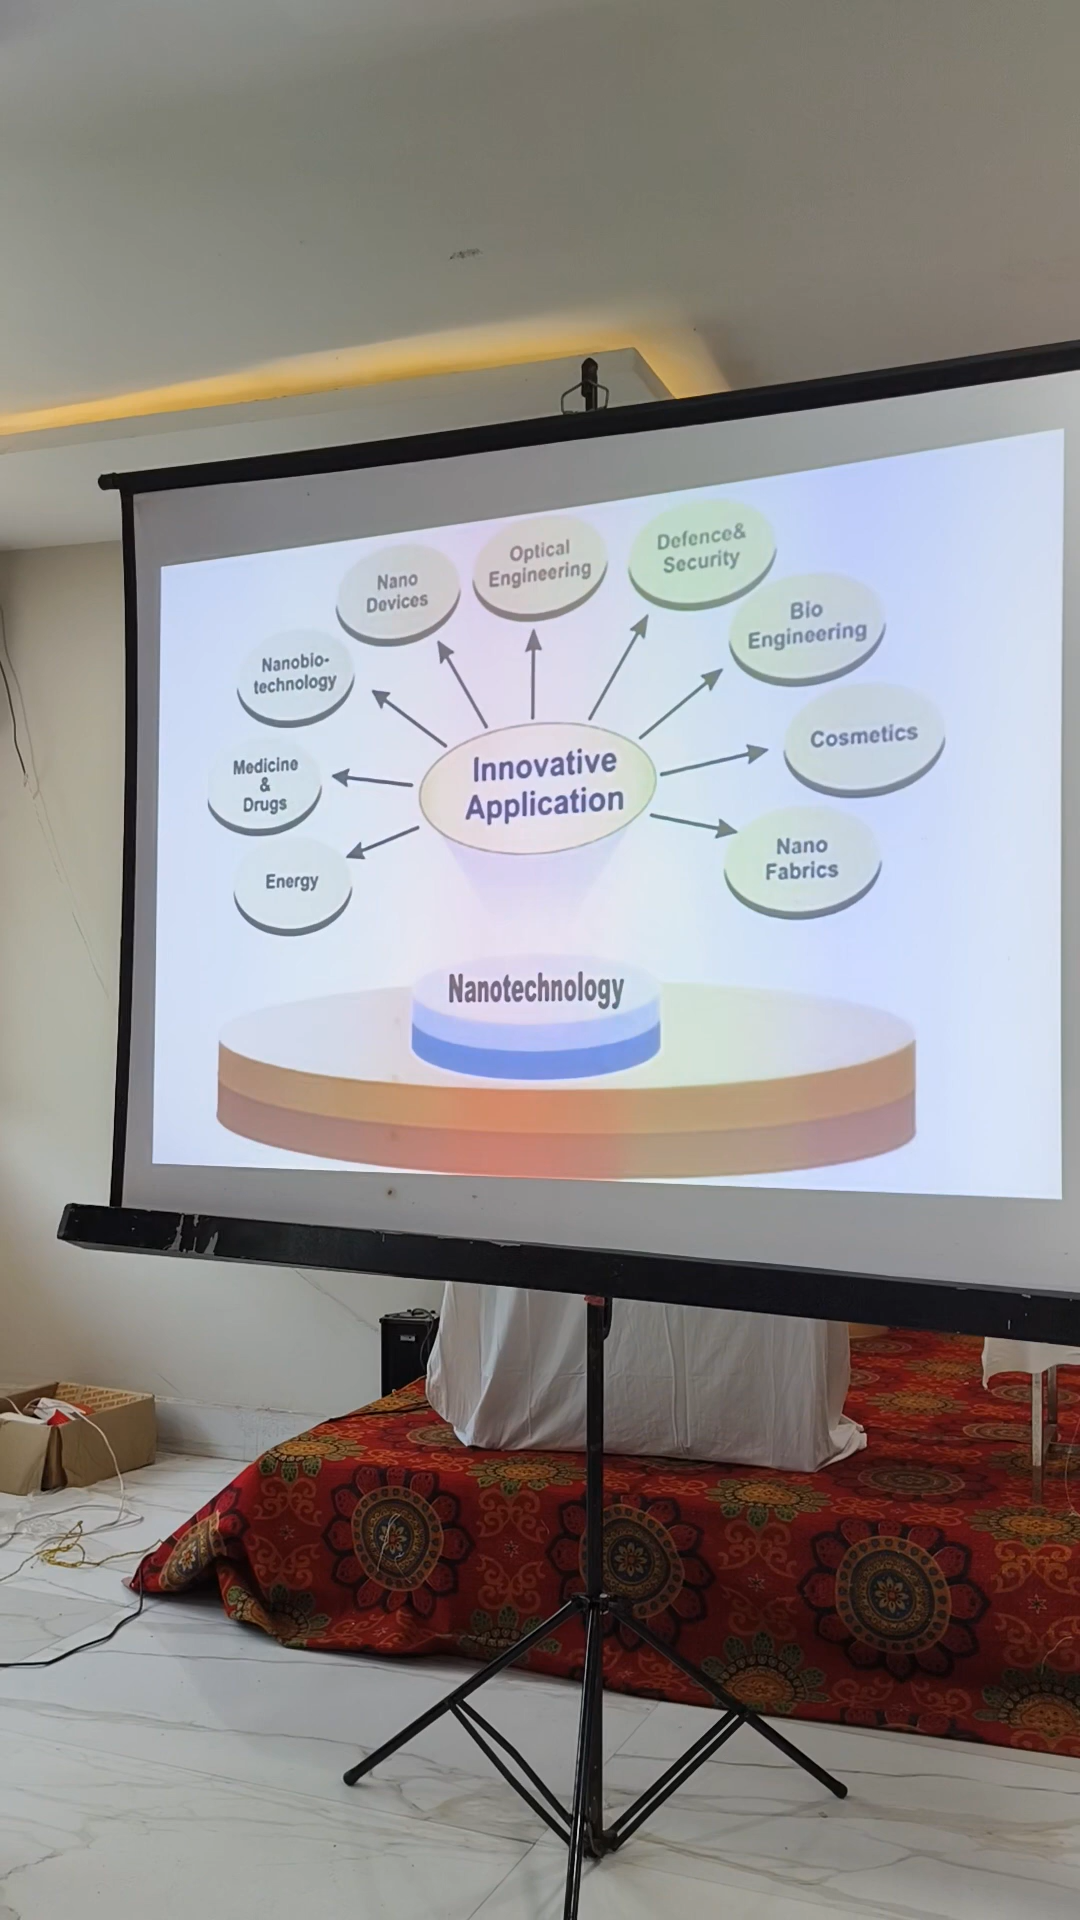 Defence&
Security
Optical
Engineering
Nano
Devices
Bio
Engineering
Nanobio-
technology
Cosmetics
Medicine
&
Drugs
Innovative
Application
Nano
Fabrics
Energy
Nanotechnology